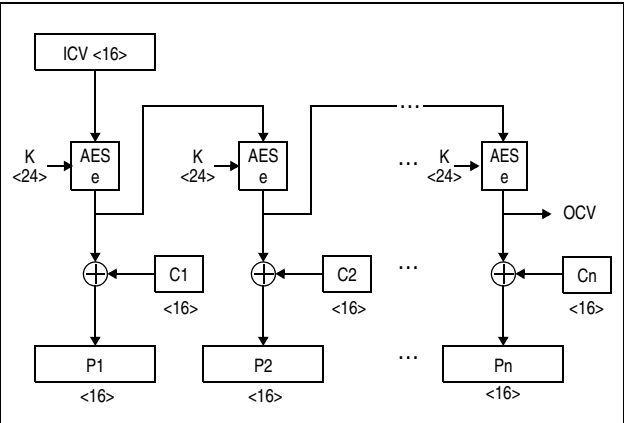 ICV <16>
...
K
<24>
AES
e
K
<24>
AES
e
...
K
<24>
AES
e
OCV
C1
<16>
C2
<16>
...
Cn
<16>
P1
<16>
P2
<16>
...
Pn
<16>